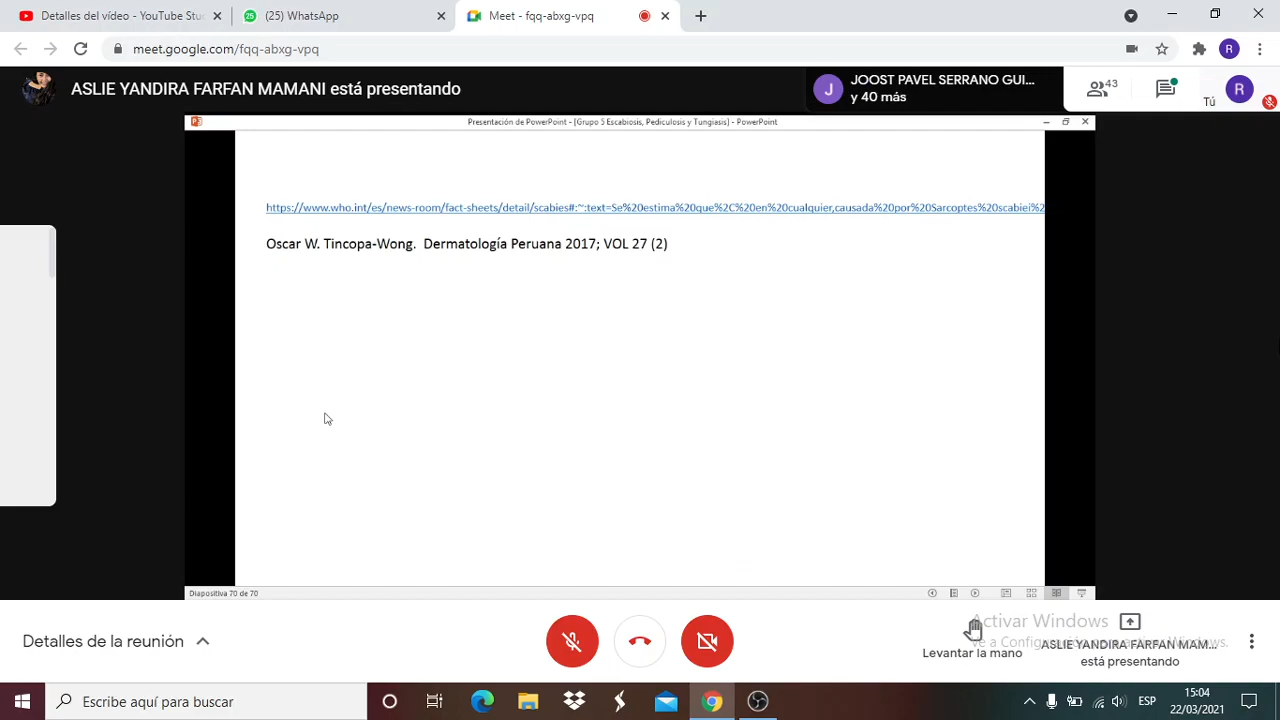 Detalles del vídeo - YouTube Stu
(25) WhatsApp
Meet - fqq-abxg-vpq
meet.google.com/fqq-abxg-vpq
R
ASLIE YANDIRA FARFAN MAMANI está presentando
J
JOOST PAVEL SERRANO GUI...
y 40 más
43
Tú
R
Presentación de PowerPoint - [Grupo 5 Escabiosis, Pediculosis y Tungiasis] - PowerPoint
https://www.who.int/es/news-room/fact-sheets/detail/scabies#:~:text=Se%20estima%20que%2C%20en%20cualquier,causada%20por%20Sarcoptes%20scabiei%2
Oscar W. Tincopa-Wong. Dermatología Peruana 2017; VOL 27 (2)
Diapositiva 70 de 70
Detalles de la reunión
Levantar la mano
Activar Windows
Ve a Configuración para activar Windows.
ASLIE YANDIRA FARFAN MAM...
está presentando
Escribe aquí para buscar
ESP
15:04
22/03/2021